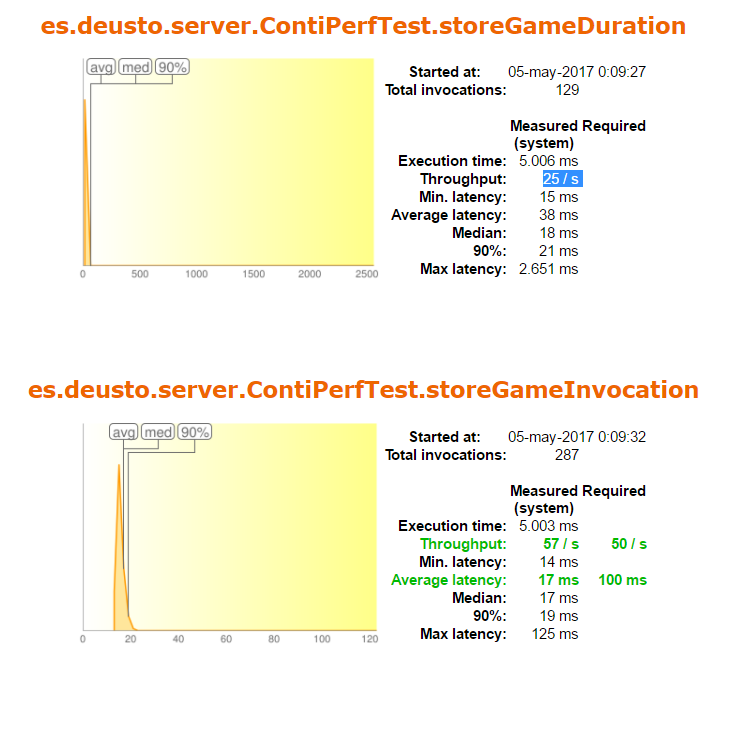 es.deusto.server.ContiPerfTest.storeGameDuration
avg med 90%
0 500 1000 1500 2000 2500
Started at: 05-may-2017 0:09:27
Total invocations: 129
Measured Required
(system)
Execution time: 5.006 ms
Throughput: 25 / s
Min. latency: 15 ms
Average latency: 38 ms
Median: 18 ms
90%: 21 ms
Max latency: 2.651 ms
es.deusto.server.ContiPerfTest.storeGameInvocation
avg med 90%
0 20 40 60 80 100 120
Started at: 05-may-2017 0:09:32
Total invocations: 287
Measured Required
(system)
Execution time: 5.003 ms
Throughput: 57 / s 50 / s
Min. latency: 14 ms
Average latency: 17 ms 100 ms
Median: 17 ms
90%: 19 ms
Max latency: 125 ms